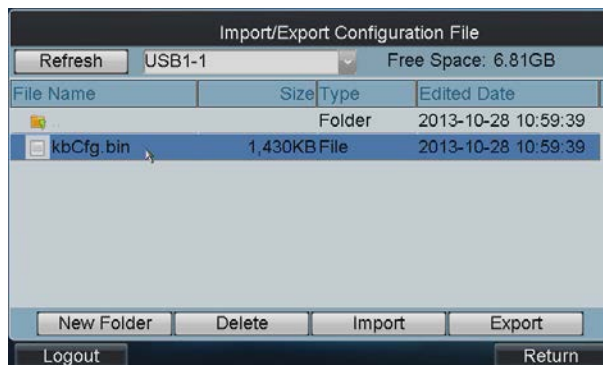 Import/Export Configuration File
Refresh USB1-1 Free Space: 6.81GB
File Name Size Type Edited Date
.. Folder 2013-10-28 10:59:39
kbCfg.bin 1,430KB File 2013-10-28 10:59:39
New Folder Delete Import Export
Logout Return